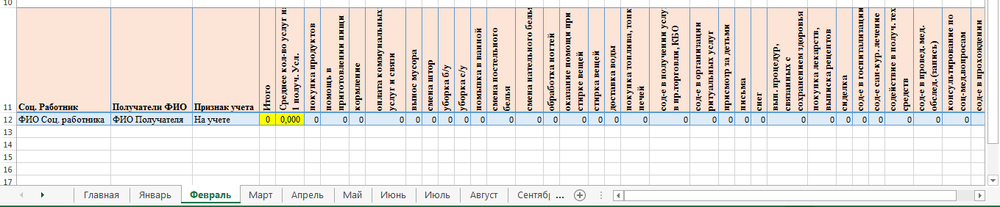 10
11
Соц. Работник
Получатели ФИО
Признак учета
Итого
Среднее кол-во услуг н
1 получ. Усл.
покупка продуктов
помощь в
приготовлении пищи
кормление
оплата коммунальных
услуг и связи
вынос мусора
смена штор
уборка б/у
уборка с/у
помывка в ванной
смена постельного
белья
смена нательного бель
обработка ногтей
оказание помощи при
стирке вещей
стирка вещей
доставка воды
покупка топлива, топк
печей
сод-е в получении услу
в пр.торговли, КБО
сод-е в организации
ритуальных услуг
присмотр за детьми
письма
снег
вып. процедур,
связанных с
сохранением здоровья
покупка лекарств,
выписка рецептов
сиделка
сод-е в госпитализации
сод-е сан-кур. лечение
содействие в получ. тех
средств
сод-е в провед. мед.
обслед. (запись)
консультирование по
соц-мед.вопросам
сод-е в прохождении
12 ФИО Соц. работника ФИО Получателя На учете 0 0,000 0 0 0 0 0 0 0 0 0 0 0 0 0 0 0 0 0 0 0 0 0 0 0 0 0 0 0 0 0
13
14
15
16
17
Главная Январь Февраль Март Апрель Май Июнь Июль Август Сентябр ...